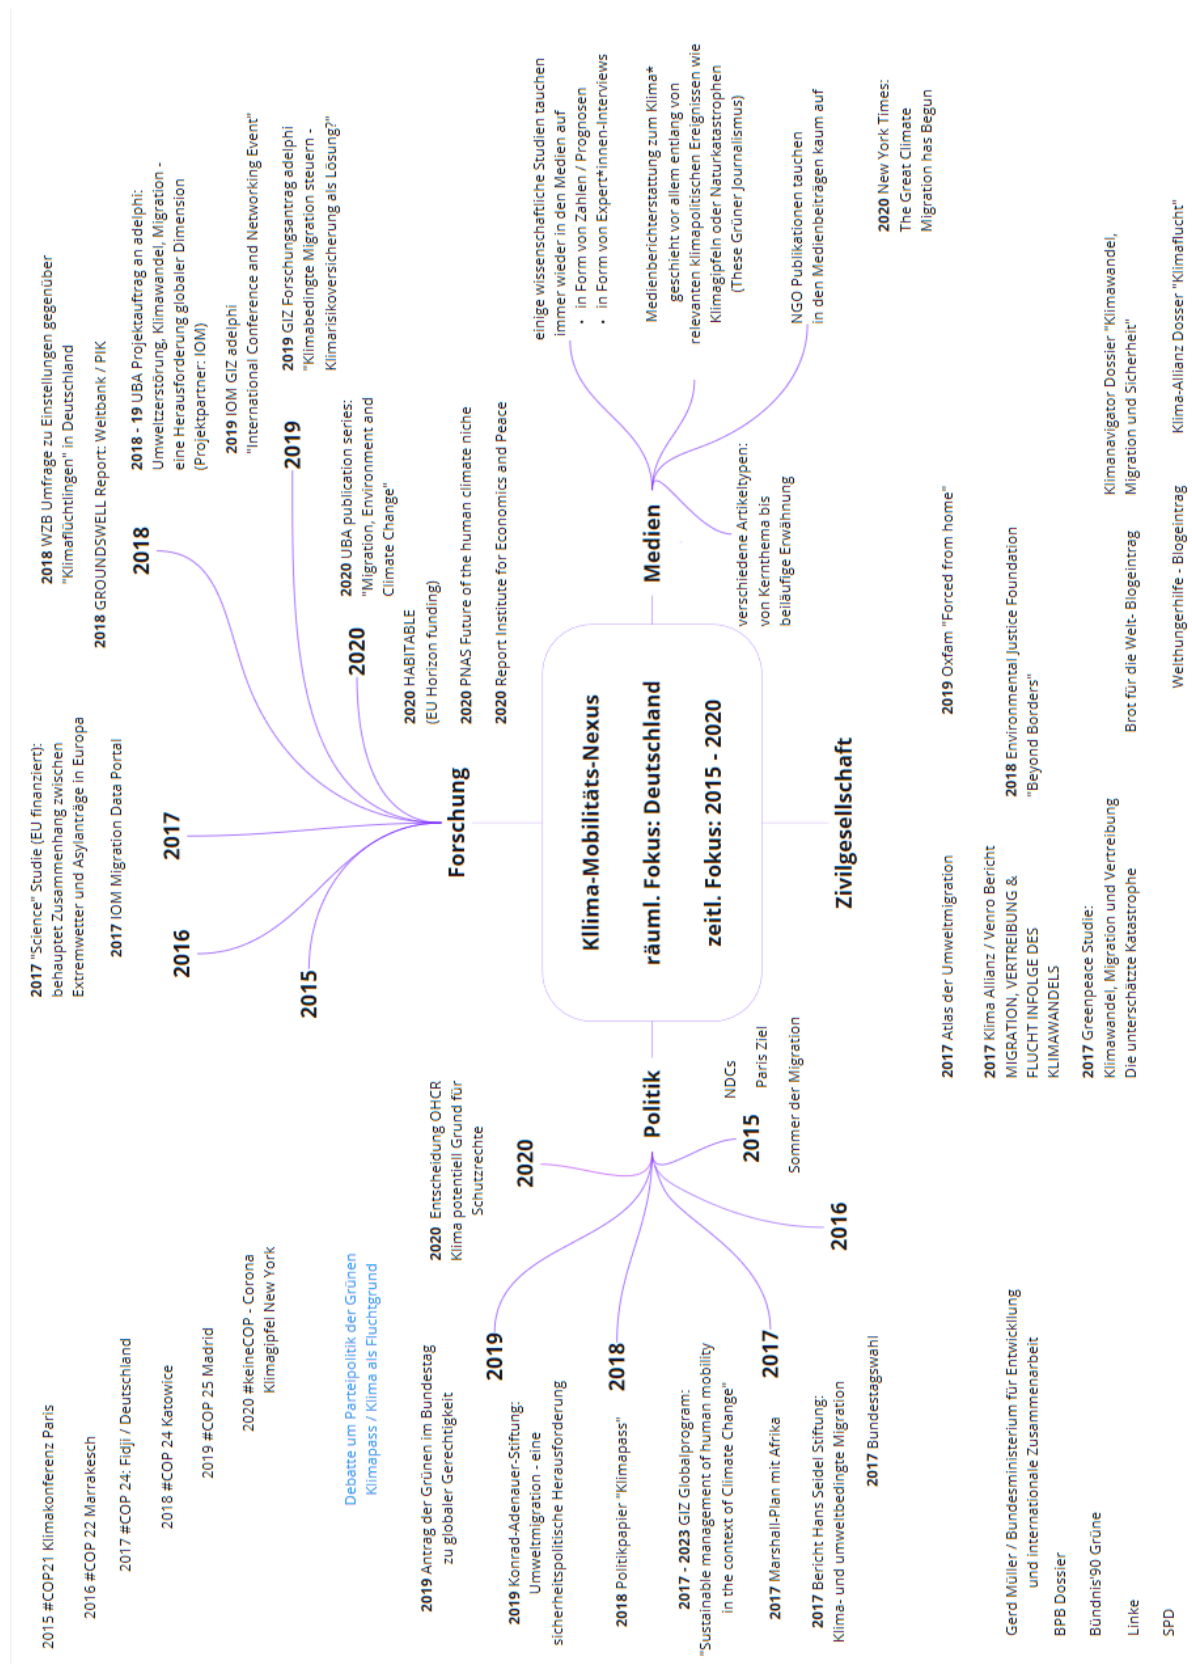 2015 #COP21 Klimakonferenz Paris
2016 #COP 22 Marrakesch
2017 #COP 24: Fidji / Deutschland
2018 #COP 24 Katowice
2019 #COP 25 Madrid
2020 #keineCOP - Corona
Klimagipfel New York
Debatte um Parteipolitik der Grünen
Klimapass / Klima als Fluchtgrund
2017 "Science" Studie (EU finanziert):
behauptet Zusammenhang zwischen
Extremwetter und Asylanträge in Europa
2017 IOM Migration Data Portal
2018 WZB Umfrage zu Einstellungen gegenüber
"Klimaflüchtlingen" in Deutschland
2018 GROUNDSWELL Report: Weltbank / PIK
2018 - 19 UBA Projektauftrag an adelphi:
Umweltzerstörung, Klimawandel, Migration -
eine Herausforderung globaler Dimension
(Projektpartner: IOM)
2019 IOM GIZ adelphi
"International Conference and Networking Event"
2019 GIZ Forschungsantrag adelphi
"Klimabedingte Migration steuern -
Klimarisikoversicherung als Lösung?"
2020 UBA publication series:
"Migration, Environment and
Climate Change"
2020 HABITABLE
(EU Horizon funding)
2020 PNAS Future of the human climate niche
2020 Report Institute for Economics and Peace
2015
2016
2017
2018
2019
2020
Forschung
2020 Entscheidung OHCR
Klima potentiell Grund für
Schutzrechte
2019 Antrag der Grünen im Bundestag
zu globaler Gerechtigkeit
2019 Konrad-Adenauer-Stiftung:
Umweltmigration - eine
sicherheitspolitische Herausforderung
2018 Politikpapier "Klimapass"
2017 - 2023 GIZ Globalprogram:
"Sustainable management of human mobility
in the context of Climate Change"
2017 Marshall-Plan mit Afrika
2017 Bericht Hans Seidel Stiftung:
Klima- und umweltbedingte Migration
2017 Bundestagswahl
2020
2019
2018
2017
2016
2015
NDCs
Paris Ziel
Sommer der Migration
Politik
Kllima-Mobilitäts-Nexus
räuml. Fokus: Deutschland
zeitl. Fokus: 2015 - 2020
Medien
einige wissenschaftliche Studien tauchen
immer wieder in den Medien auf
• in Form von Zahlen / Prognosen
• in Form von Expert*innen-Interviews
Medienberichterstattung zum Klima*
geschieht vor allem entlang von
relevanten klimapolitischen Ereignissen wie
Klimagipfeln oder Naturkatastrophen
(These Grüner Journalismus)
NGO Publikationen tauchen
in den Medienbeiträgen kaum auf
verschiedene Artikeltypen:
von Kernthema bis
beiläufige Erwähnung
2020 New York Times:
The Great Climate
Migration has Begun
Zivilgesellschaft
2017 Atlas der Umweltmigration
2017 Klima Allianz / Venro Bericht
MIGRATION, VERTREIBUNG &
FLUCHT INFOLGE DES
KLIMAWANDELS
2017 Greenpeace Studie:
Klimawandel, Migration und Vertreibung
Die unterschätzte Katastrophe
2019 Oxfam "Forced from home"
2018 Environmental Justice Foundation
"Beyond Borders"
Brot für die Welt- Blogeintrag
Welthungerhilfe - Blogeintrag
Klimanavigator Dossier "Klimawandel,
Migration und Sicherheit"
Klima-Allianz Dosser "Klimaflucht"
Gerd Müller / Bundesministerium für Entwickllung
und internationale Zusammenarbeit
BPB Dossier
Bündnis'90 Grüne
Linke
SPD